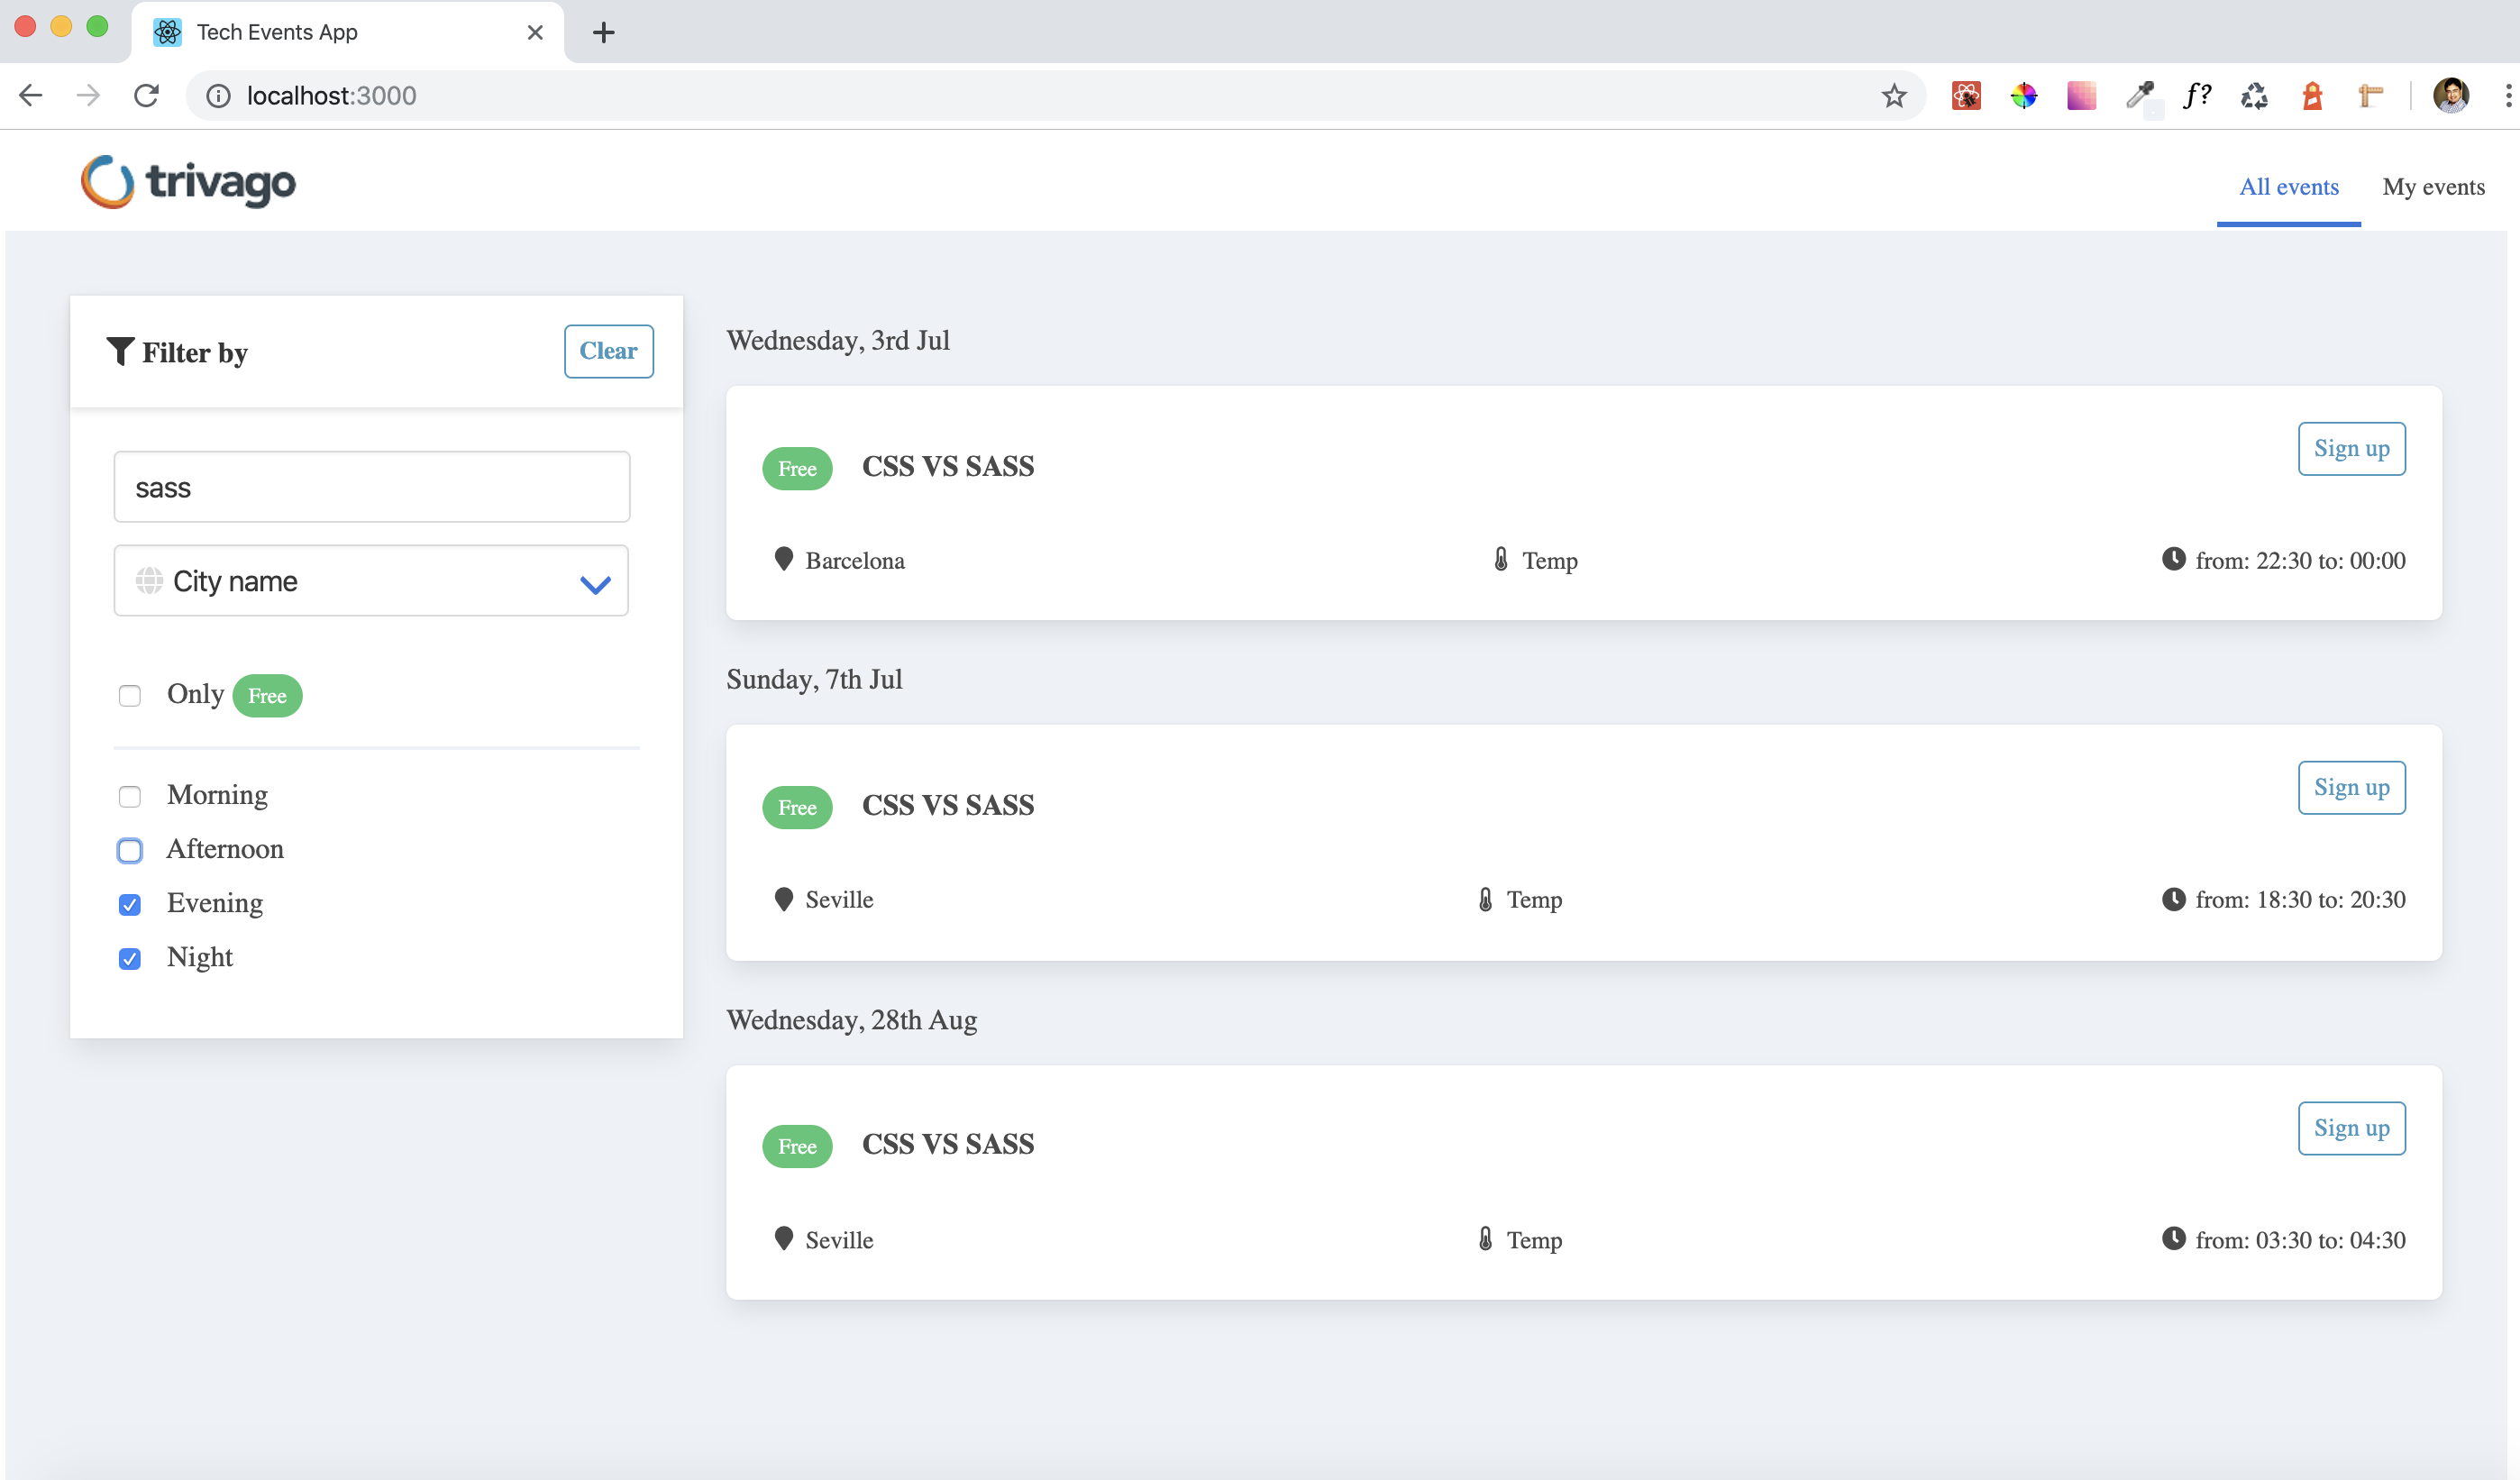 Tech Events App
localhost:3000
f?
trivago
All events
My events
Filter by
Clear
sass
City name
Only Free
Morning
Afternoon
Evening
Night
Wednesday, 3rd Jul
Free CSS VS SASS
Sign up
Barcelona
Temp
from: 22:30 to: 00:00
Sunday, 7th Jul
Free CSS VS SASS
Sign up
Seville
Temp
from: 18:30 to: 20:30
Wednesday, 28th Aug
Free CSS VS SASS
Sign up
Seville
Temp
from: 03:30 to: 04:30